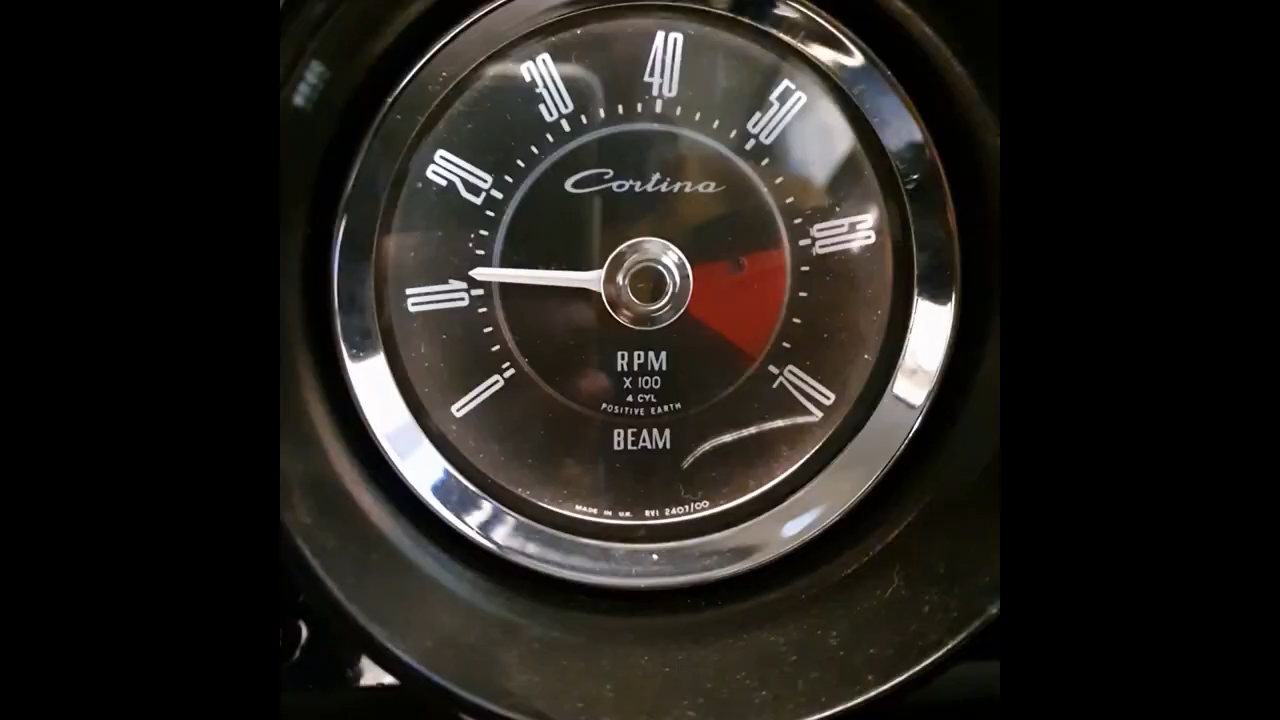 0
10
20
30
40
50
60
70
Cortina
RPM
X 100
4 CYL
POSITIVE EARTH
BEAM
MADE IN U.K. RVI 2407/00